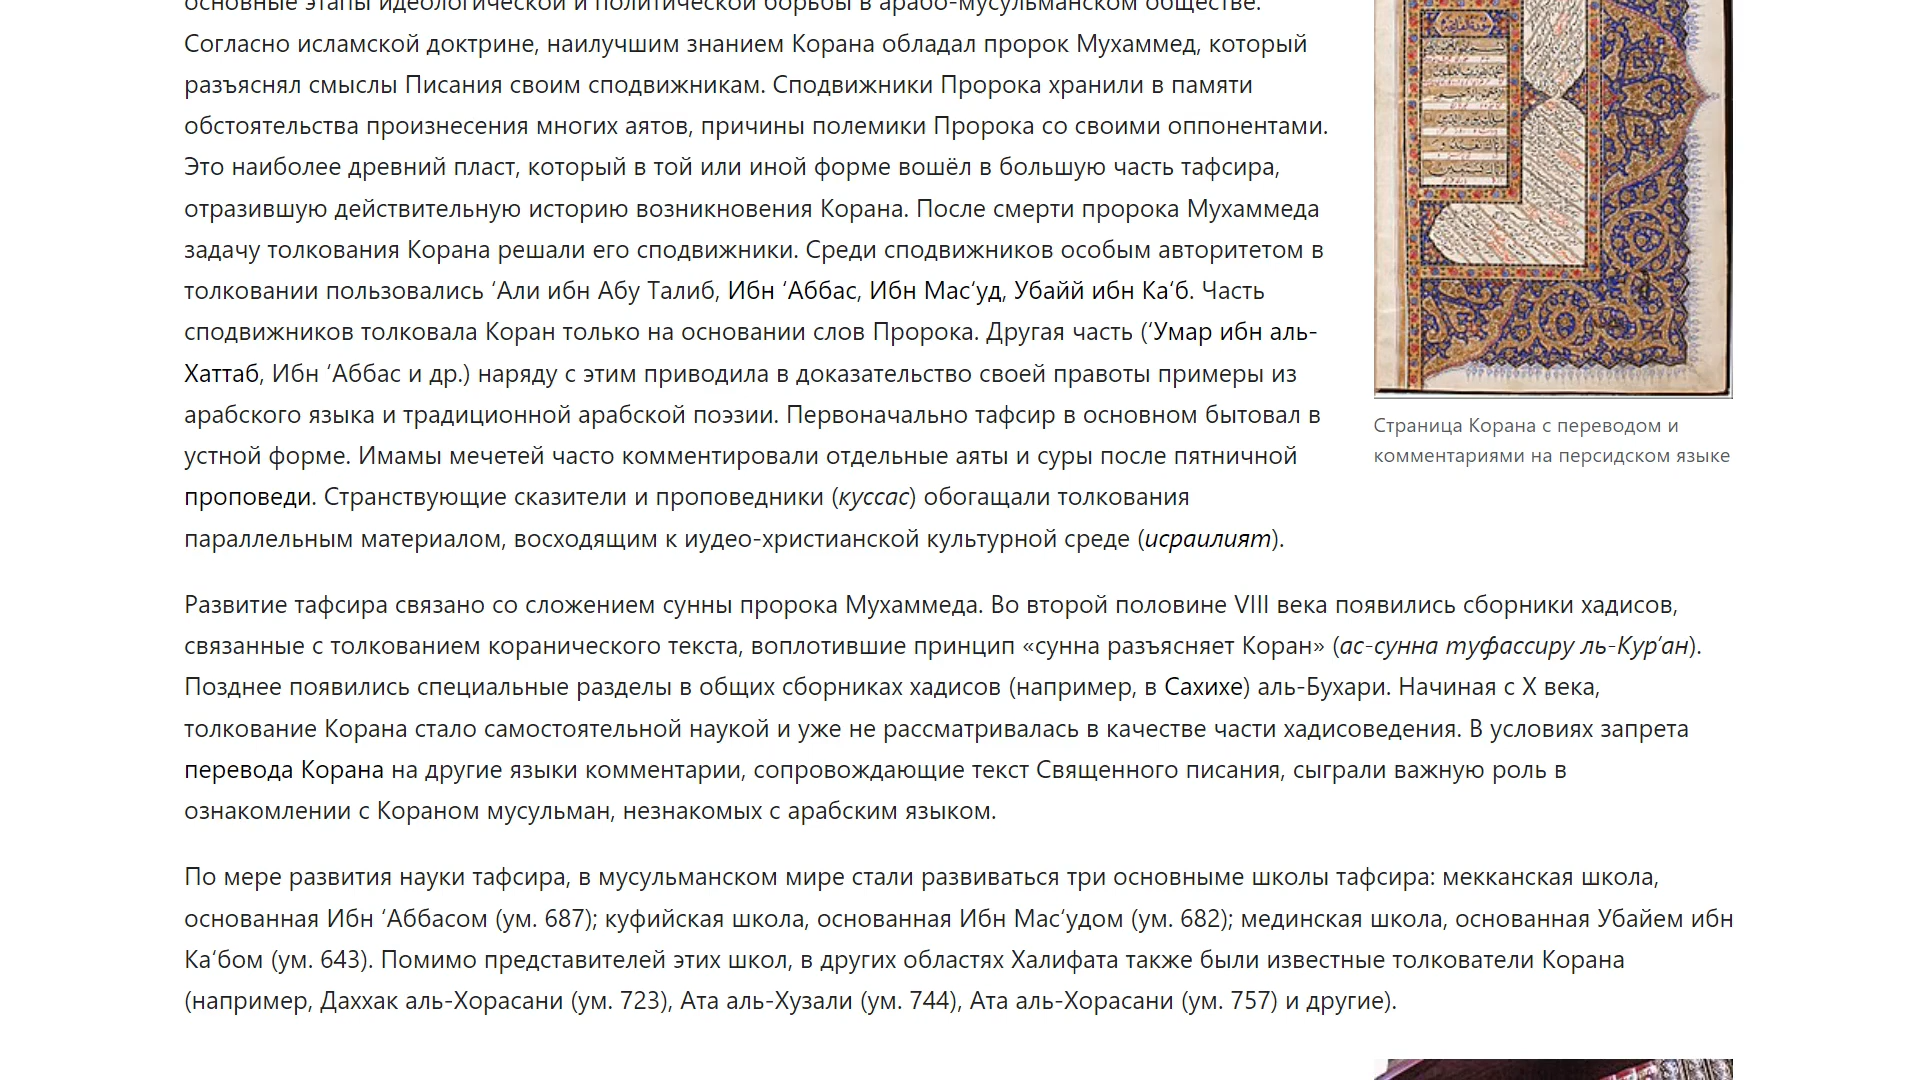 основные этапы идеологической и политической борьбы в арабо-мусульманском обществе.
Согласно исламской доктрине, наилучшим знанием Корана обладал пророк Мухаммед, который
разъяснял смыслы Писания своим сподвижникам. Сподвижники Пророка хранили в памяти
обстоятельства произнесения многих аятов, причины полемики Пророка со своими оппонентами.
Это наиболее древний пласт, который в той или иной форме вошёл в большую часть тафсира,
отразившую действительную историю возникновения Корана. После смерти пророка Мухаммеда
задачу толкования Корана решали его сподвижники. Среди сподвижников особым авторитетом в
толковании пользовались ‘Али ибн Абу Талиб, Ибн ‘Аббас, Ибн Мас‘уд, Убайй ибн Ка‘б. Часть
сподвижников толковала Коран только на основании слов Пророка. Другая часть (‘Умар ибн аль-
Хаттаб, Ибн ‘Аббас и др.) наряду с этим приводила в доказательство своей правоты примеры из
арабского языка и традиционной арабской поэзии. Первоначально тафсир в основном бытовал в
устной форме. Имамы мечетей часто комментировали отдельные аяты и суры после пятничной
проповеди. Странствующие сказители и проповедники (куссас) обогащали толкования
параллельным материалом, восходящим к иудео-христианской культурной среде (исраилият).
Страница Корана с переводом и
комментариями на персидском языке
Развитие тафсира связано со сложением сунны пророка Мухаммеда. Во второй половине VIII века появились сборники хадисов,
связанные с толкованием коранического текста, воплотившие принцип «сунна разъясняет Коран» (ас-сунна туфассиру ль-Кур’ан).
Позднее появились специальные разделы в общих сборниках хадисов (например, в Сахихе) аль-Бухари. Начиная с X века,
толкование Корана стало самостоятельной наукой и уже не рассматривалась в качестве части хадисоведения. В условиях запрета
перевода Корана на другие языки комментарии, сопровождающие текст Священного писания, сыграли важную роль в
ознакомлении с Кораном мусульман, незнакомых с арабским языком.
По мере развития науки тафсира, в мусульманском мире стали развиваться три основныме школы тафсира: мекканская школа,
основанная Ибн ‘Аббасом (ум. 687); куфийская школа, основанная Ибн Мас‘удом (ум. 682); мединская школа, основанная Убайем ибн
Ка‘бом (ум. 643). Помимо представителей этих школ, в других областях Халифата также были известные толкователи Корана
(например, Даххак аль-Хорасани (ум. 723), Ата аль-Хузали (ум. 744), Ата аль-Хорасани (ум. 757) и другие).